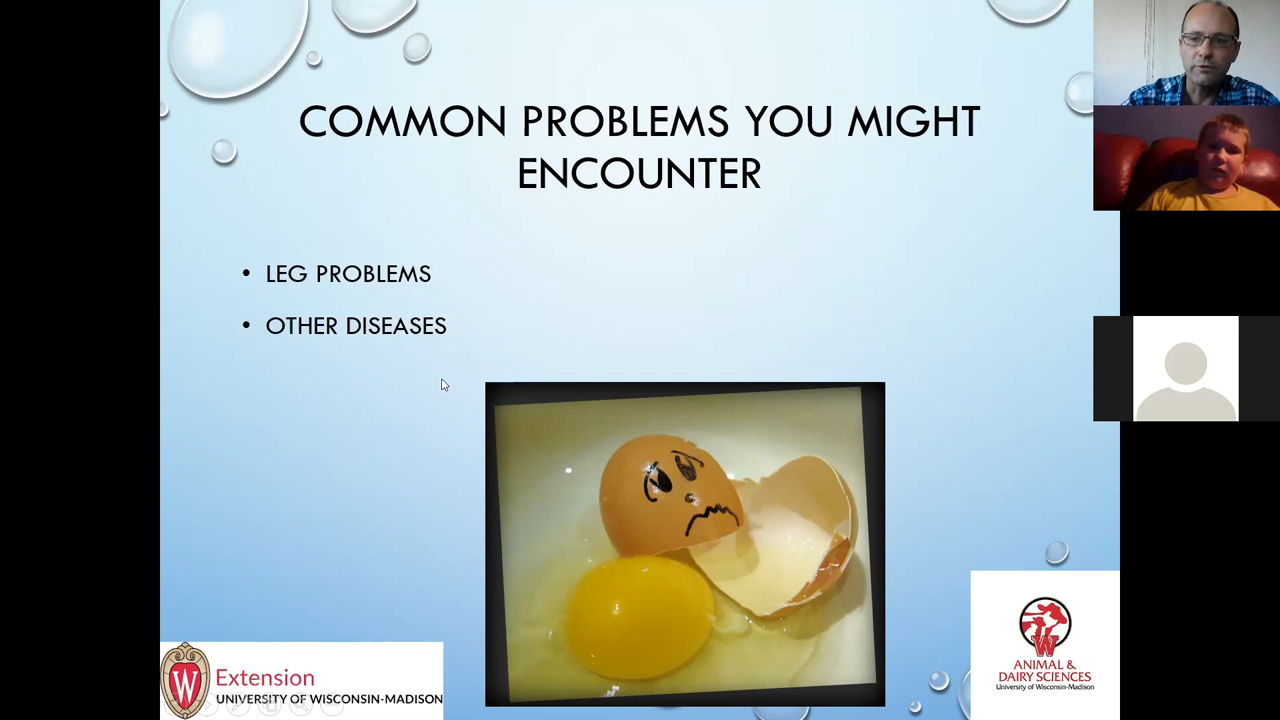 COMMON PROBLEMS YOU MIGHT
ENCOUNTER
• LEG PROBLEMS
• OTHER DISEASES
W
Extension
UNIVERSITY OF WISCONSIN-MADISON
W
ANIMAL &
DAIRY SCIENCES
University of Wisconsin-Madison